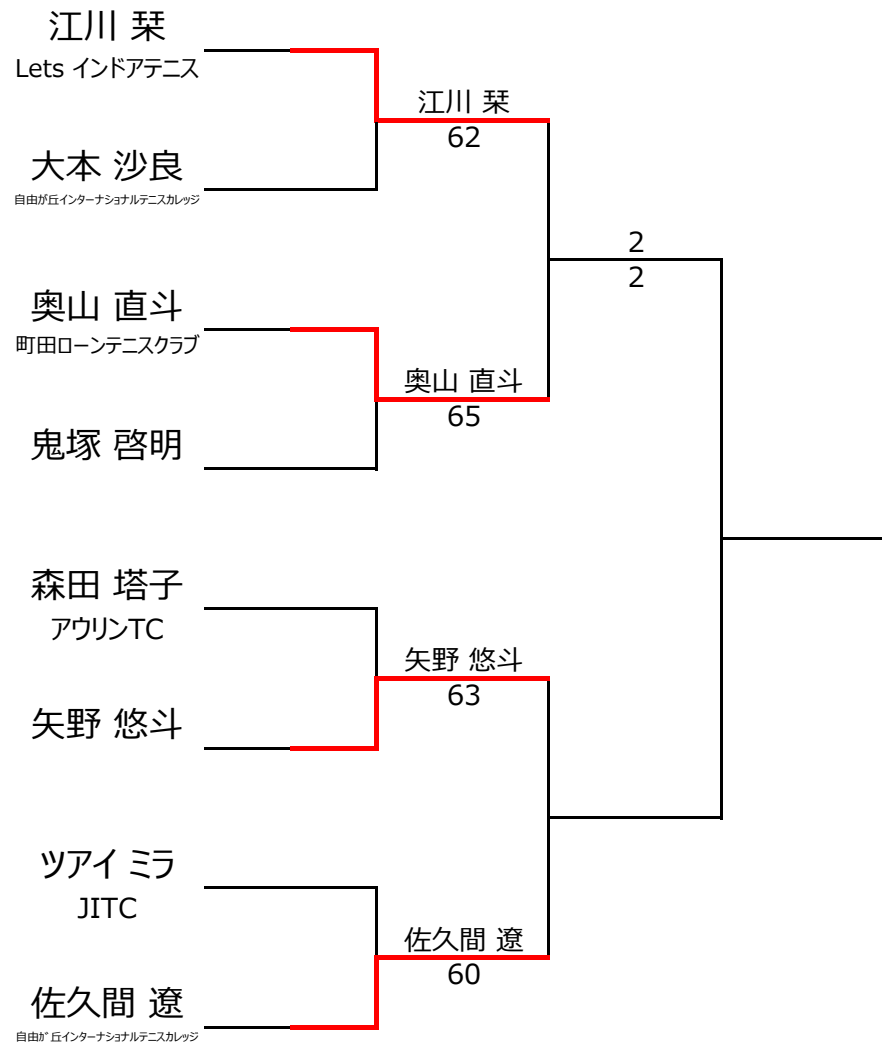 江川 栞
Lets インドアテニス
江川 栞
62
大本 沙良
自由が丘インターナショナルテニスカレッジ
2
2
奥山 直斗
町田ローンテニスクラブ
奥山 直斗
65
鬼塚 啓明
森田 塔子
アウリンTC
矢野 悠斗
63
矢野 悠斗
ツアイ ミラ
JITC
佐久間 遼
60
佐久間 遼
自由か゛丘インターナショナルテニスカレッジ